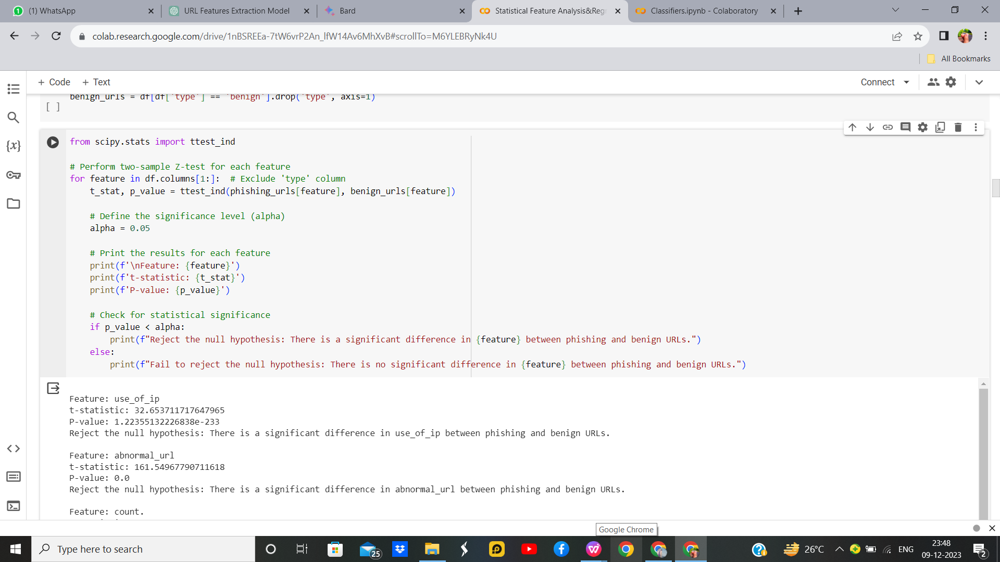 (1) WhatsApp
URL Features Extraction Model
Bard
Statistical Feature Analysis&Reg
Classifiers.ipynb - Colaboratory
colab.research.google.com/drive/1nBSREEa-7tW6vrP2An_lfW14Av6MhXvB#scrollTo=M6YLEBRyNk4U
All Bookmarks
+ Code + Text
Connect
benign_urls = df[df['type'] == 'benign'].drop('type', axis=1)
[ ]
from scipy.stats import ttest_ind
# Perform two-sample Z-test for each feature
for feature in df.columns[1:]:  # Exclude 'type' column
    t_stat, p_value = ttest_ind(phishing_urls[feature], benign_urls[feature])
    # Define the significance level (alpha)
    alpha = 0.05
    # Print the results for each feature
    print(f'\nFeature: {feature}')
    print(f't-statistic: {t_stat}')
    print(f'P-value: {p_value}')
    # Check for statistical significance
    if p_value < alpha:
        print(f"Reject the null hypothesis: There is a significant difference in {feature} between phishing and benign URLs.")
    else:
        print(f"Fail to reject the null hypothesis: There is no significant difference in {feature} between phishing and benign URLs.")
Feature: use_of_ip
t-statistic: 32.653711717647965
P-value: 1.22355132226838e-233
Reject the null hypothesis: There is a significant difference in use_of_ip between phishing and benign URLs.
Feature: abnormal_url
t-statistic: 161.54967790711618
P-value: 0.0
Reject the null hypothesis: There is a significant difference in abnormal_url between phishing and benign URLs.
Feature: count.
Google Chrome
Type here to search
25
26°C
ENG
23:48
09-12-2023
2